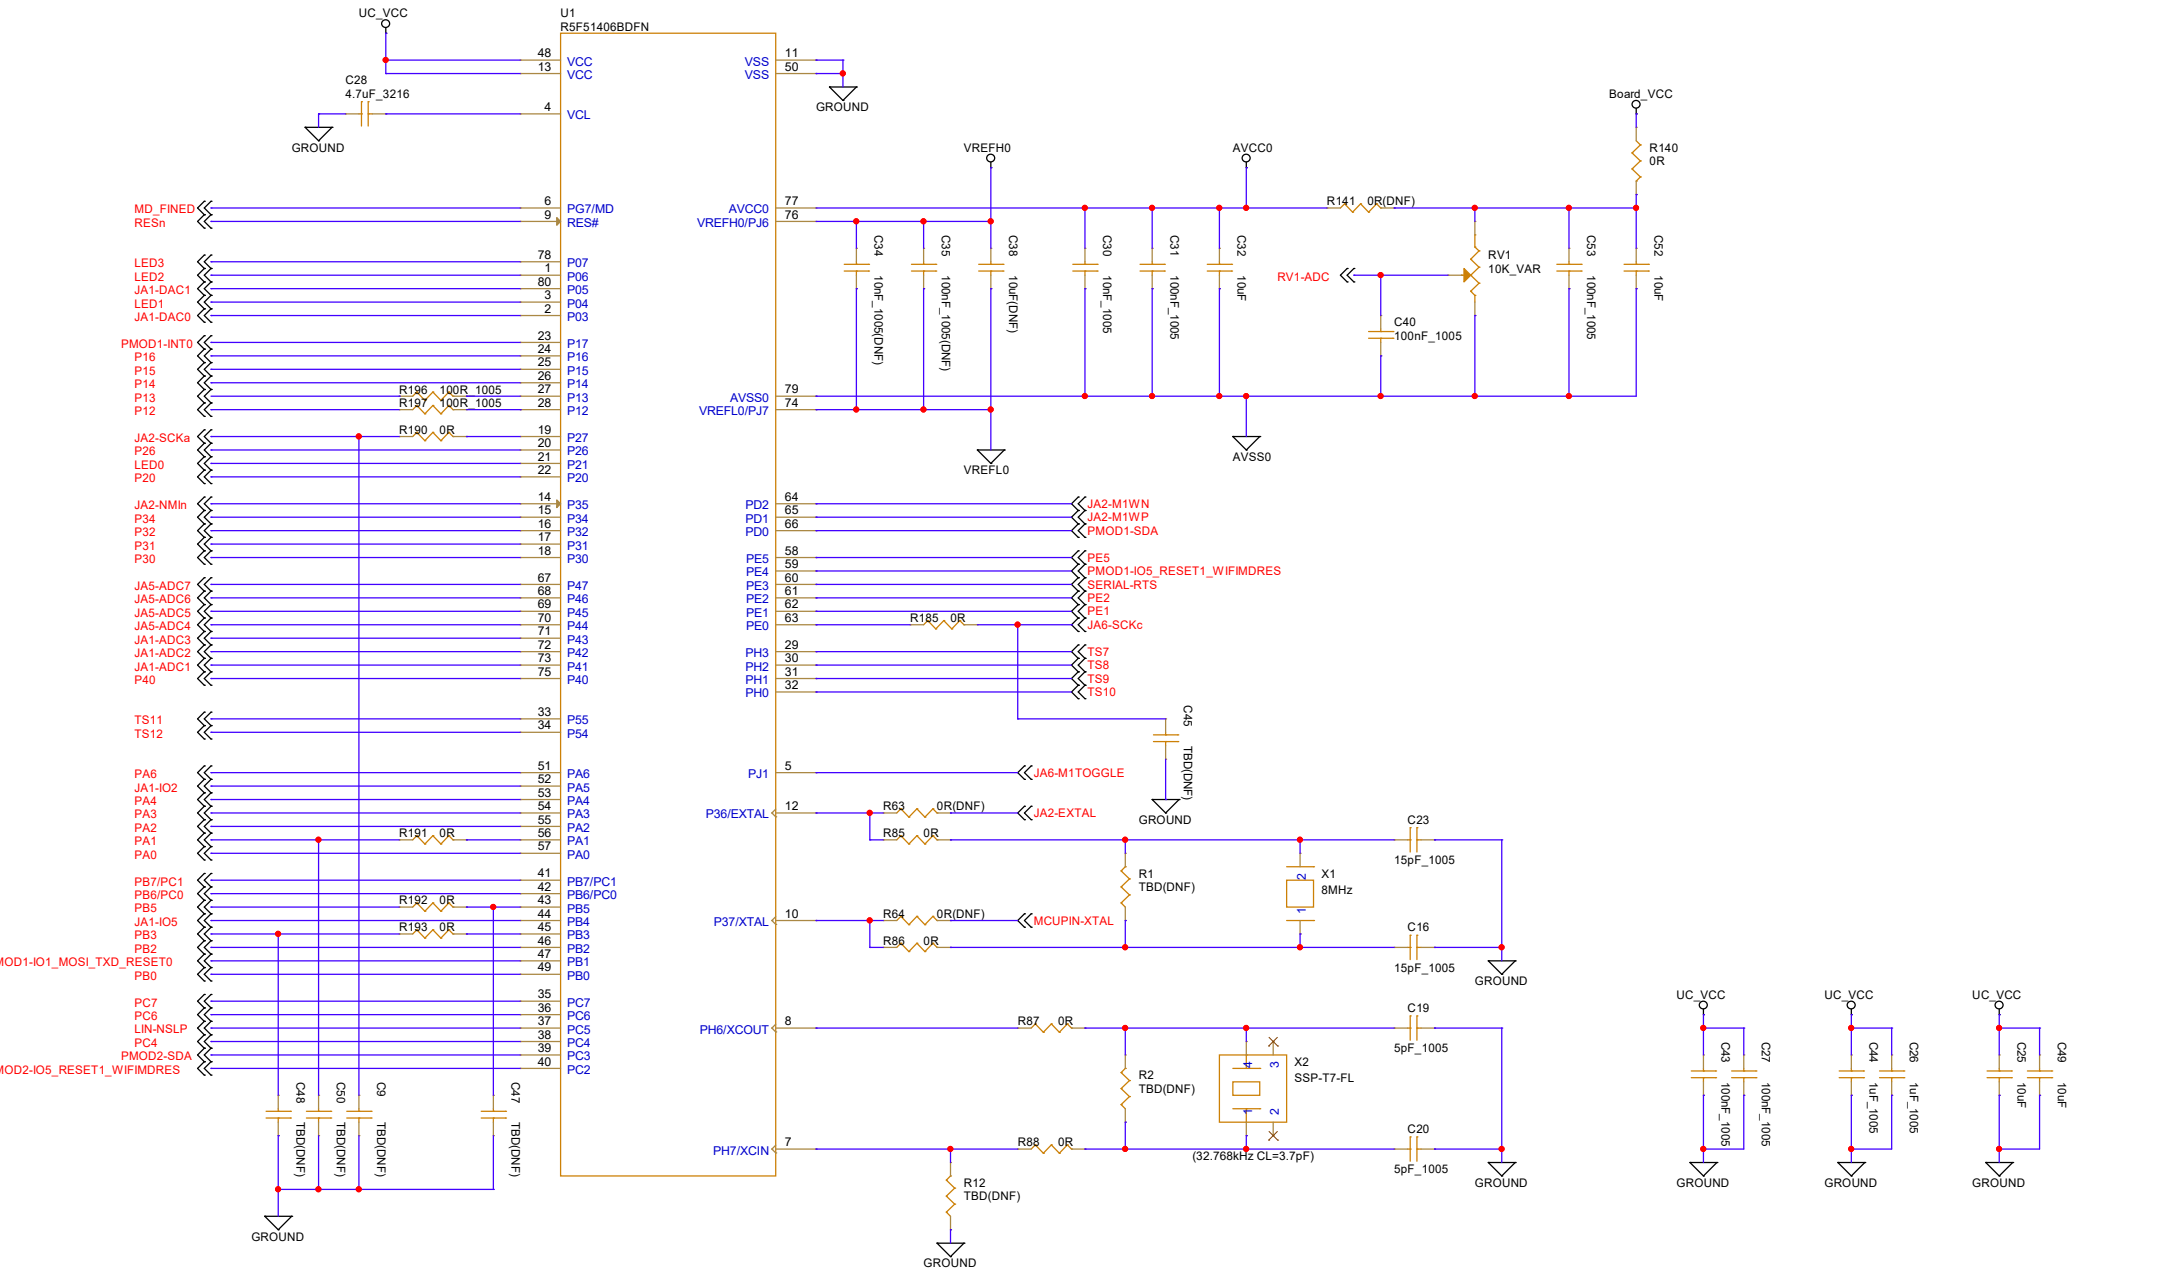 UC_VCC
U1
R5F51406BDFN
48 VCC
13 VCC
C28
4.7uF_3216
4 VCL
GROUND
11 VSS
50 VSS
GROUND
MD_FINED 6 PG7/MD
RESn 9 RES#
LED3 78 P07
LED2 1 P06
JA1-DAC1 80 P05
LED1 3 P04
JA1-DAC0 2 P03
PMOD1-INT0 23 P17
P16 24 P16
P15 25 P15
P14 26 P14
P13 R196 100R_1005 27 P13
P12 R197 100R_1005 28 P12
JA2-SCKa R190 0R 19 P27
P26 20 P26
LED0 21 P21
P20 22 P20
JA2-NMIn 14 P35
P34 15 P34
P32 16 P32
P31 17 P31
P30 18 P30
JA5-ADC7 67 P47
JA5-ADC6 68 P46
JA5-ADC5 69 P45
JA5-ADC4 70 P44
JA1-ADC3 71 P43
JA1-ADC2 72 P42
JA1-ADC1 73 P41
P40 75 P40
TS11 33 P55
TS12 34 P54
PA6 51 PA6
JA1-IO2 52 PA5
PA4 53 PA4
PA3 54 PA3
PA2 55 PA2
PA1 R191 0R 56 PA1
PA0 57 PA0
PB7/PC1 41 PB7/PC1
PB6/PC0 42 PB6/PC0
PB5 R192 0R 43 PB5
JA1-IO5 44 PB4
PB3 R193 0R 45 PB3
PB2 46 PB2
MOD1-IO1_MOSI_TXD_RESET0 47 PB1
PB0 49 PB0
PC7 35 PC7
PC6 36 PC6
LIN-NSLP 37 PC5
PC4 38 PC4
PMOD2-SDA 39 PC3
MOD2-IO5_RESET1_WIFIMDRES 40 PC2
C48 TBD(DNF)
C50 TBD(DNF)
C9 TBD(DNF)
C47 TBD(DNF)
GROUND
VREFH0
AVCC0
Board_VCC
R140
0R
AVCC0 77
VREFH0/PJ6 76
R141 0R(DNF)
C34 10nF_1005(DNF)
C35 100nF_1005(DNF)
C38 10uF(DNF)
C30 10nF_1005
C31 100nF_1005
C32 10uF
RV1-ADC
RV1
10K_VAR
C53 100nF_1005
C52 10uF
C40
100nF_1005
AVSS0 79
VREFL0/PJ7 74
VREFL0
AVSS0
PD2 64 JA2-M1WN
PD1 65 JA2-M1WP
PD0 66 PMOD1-SDA
PE5 58 PE5
PE4 59 PMOD1-IO5_RESET1_WIFIMDRES
PE3 60 SERIAL-RTS
PE2 61 PE2
PE1 62 PE1
PE0 63 R185 0R JA6-SCKc
PH3 29 TS7
PH2 30 TS8
PH1 31 TS9
PH0 32 TS10
C45 TBD(DNF)
GROUND
PJ1 5 JA6-M1TOGGLE
P36/EXTAL 12 R63 0R(DNF) JA2-EXTAL
R85 0R
C23
15pF_1005
R1
TBD(DNF)
X1
8MHz
2
1
P37/XTAL 10 R64 0R(DNF) MCUPIN-XTAL
R86 0R
C16
15pF_1005
GROUND
PH6/XCOUT 8 R87 0R
C19
5pF_1005
R2
TBD(DNF)
X2
SSP-T7-FL
4 3
1 2
PH7/XCIN 7 R88 0R
(32.768kHz CL=3.7pF)
C20
5pF_1005
GROUND
R12
TBD(DNF)
GROUND
UC_VCC UC_VCC UC_VCC
C43 100nF_1005
C27 100nF_1005
C44 1uF_1005
C26 1uF_1005
C25 10uF
C49 10uF
GROUND GROUND GROUND